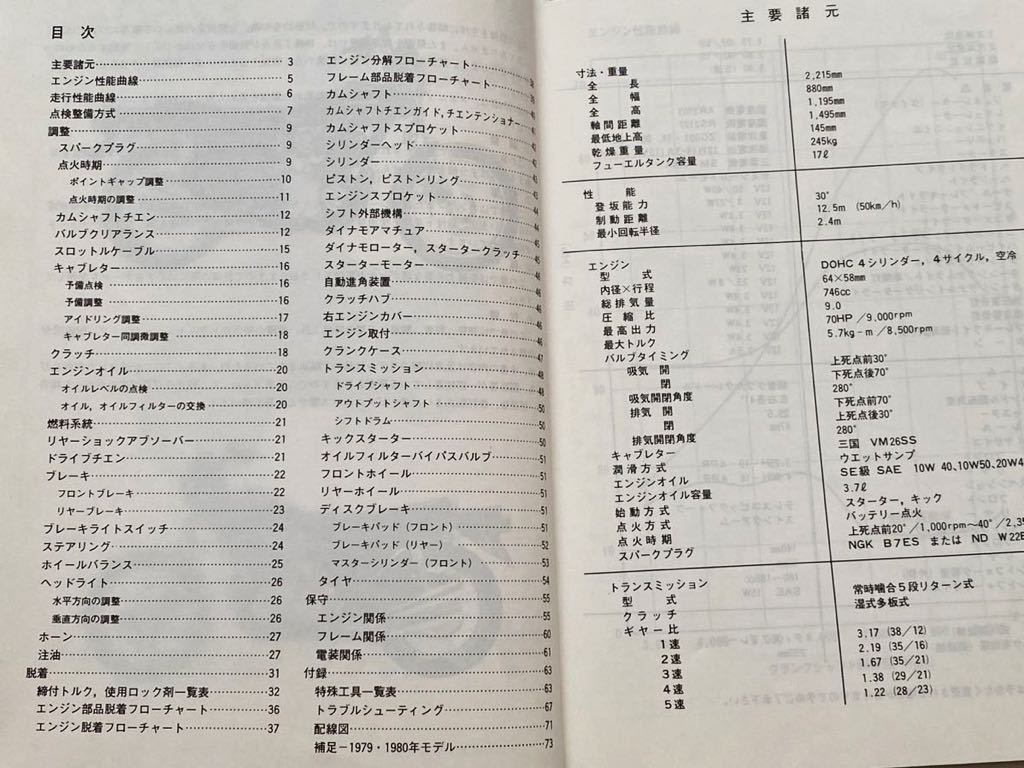 目次
主要諸元 3
エンジン性能曲線 5
走行性能曲線 6
点検整備方式 7
調整 9
スパークプラグ 9
点火時期 9
ポイントギャップ調整 10
点火時期の調整 11
カムシャフトチエン 12
バルブクリアランス 12
スロットルケーブル 15
キャブレター 16
予備点検 16
予備調整 16
アイドリング調整 17
キャブレター同調微調整 18
クラッチ 18
エンジンオイル 20
オイルレベルの点検 20
オイル，オイルフィルターの交換 20
燃料系統 21
リヤーショックアブソーバー 21
ドライブチエン 21
ブレーキ 22
フロントブレーキ 22
リヤーブレーキ 23
ブレーキライトスイッチ 24
ステアリング 24
ホイールバランス 25
ヘッドライト 26
水平方向の調整 26
垂直方向の調整 26
ホーン 27
注油 27
脱着 31
締付トルク，使用ロック剤一覧表 32
エンジン部品脱着フローチャート 36
エンジン脱着フローチャート 37
エンジン分解フローチャート
フレーム部品脱着フローチャート
カムシャフト
カムシャフトチエンガイド，チエンテンショナー
カムシャフトスプロケット
シリンダーヘッド
シリンダー
ピストン，ピストンリング
エンジンスプロケット
シフト外部機構 44
ダイナモアマチュア 44
ダイナモローター，スタータークラッチ 45
スターターモーター 45
自動進角装置 46
クラッチハブ 46
右エンジンカバー 46
エンジン取付 46
クランクケース 47
トランスミッション 48
ドライブシャフト 48
アウトプットシャフト 50
シフトドラム 50
キックスターター 50
オイルフィルターバイパスバルブ 51
フロントホイール 51
リヤーホイール 51
ディスクブレーキ 51
ブレーキパッド（フロント） 51
ブレーキパッド（リヤー） 52
マスターシリンダー（フロント） 53
タイヤ 54
保守 55
エンジン関係 55
フレーム関係 60
電装関係 61
付録 63
特殊工具一覧表 63
トラブルシューティング 67
配線図 71
補足－1979・1980年モデル 73
主要諸元
寸法・重量
全長 2,215mm
全幅 880mm
全高 1,195mm
軸間距離 1,495mm
最低地上高 145mm
乾燥重量 245kg
フューエルタンク容量 17ℓ
性能
登坂能力 30°
制動距離 12.5m (50km/h)
最小回転半径 2.4m
エンジン
型式 DOHC 4シリンダー，4サイクル，空冷
内径×行程 64×58mm
総排気量 746cc
圧縮比 9.0
最高出力 70HP／9,000rpm
最大トルク 5.7kg－m／8,500rpm
バルブタイミング
吸気 開 上死点前30°
閉 下死点後70°
吸気開閉角度 280°
排気 開 下死点前70°
閉 上死点後30°
排気開閉角度 280°
キャブレター 三国 VM26SS
潤滑方式 ウエットサンプ
エンジンオイル SE級 SAE 10W 40，10W50，20W4
エンジンオイル容量 3.7ℓ
始動方式 スターター，キック
点火方式 バッテリー点火
点火時期 上死点前20°／1,000rpm～40°／2,35
スパークプラグ NGK B7ES または ND W22E
トランスミッション
型式 常時噛合5段リターン式
クラッチ 湿式多板式
ギヤー比
1速 3.17 (38／12)
2速 2.19 (35／16)
3速 1.67 (35／21)
4速 1.38 (29／21)
5速 1.22 (28／23)